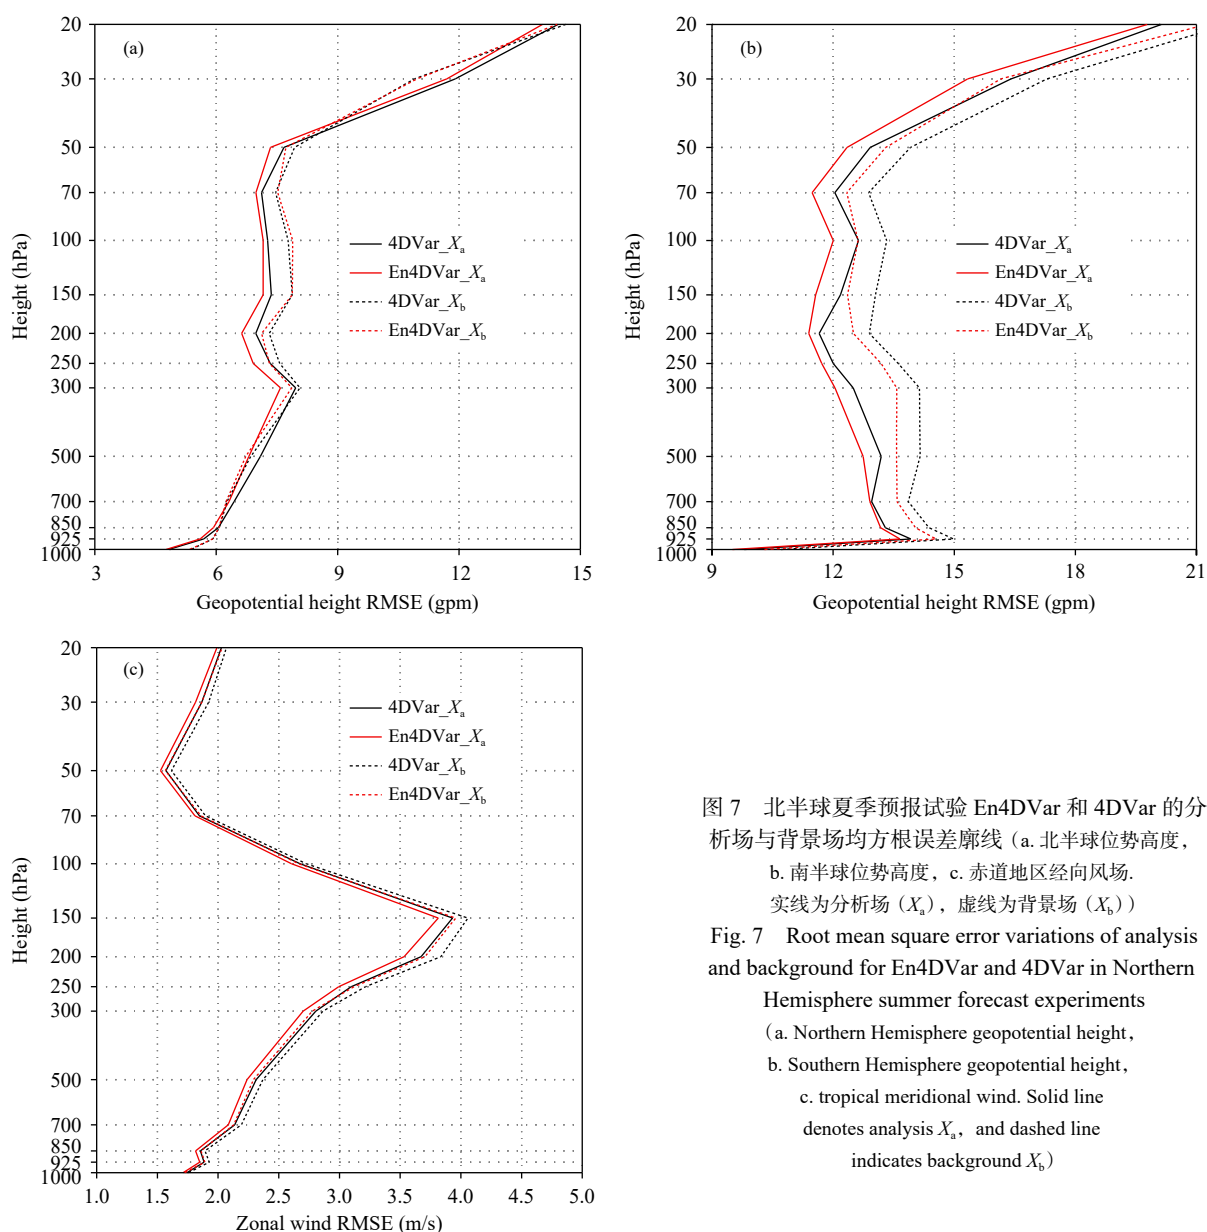 20
30
50
70
100
150
200
250
300
500
700
850
925
1000
Height (hPa)
(a)
4DVar_Xa
En4DVar_Xa
4DVar_Xb
En4DVar_Xb
3 6 9 12 15
Geopotential height RMSE (gpm)
20
30
50
70
100
150
200
250
300
500
700
850
925
1000
Height (hPa)
(b)
4DVar_Xa
En4DVar_Xa
4DVar_Xb
En4DVar_Xb
9 12 15 18 21
Geopotential height RMSE (gpm)
20
30
50
70
100
150
200
250
300
500
700
850
925
1000
Height (hPa)
(c)
4DVar_Xa
En4DVar_Xa
4DVar_Xb
En4DVar_Xb
1.0 1.5 2.0 2.5 3.0 3.5 4.0 4.5 5.0
Zonal wind RMSE (m/s)
图 7 北半球夏季预报试验 En4DVar 和 4DVar 的分
析场与背景场均方根误差廓线（a. 北半球位势高度，
b. 南半球位势高度，c. 赤道地区经向风场.
实线为分析场（Xa），虚线为背景场（Xb））
Fig. 7 Root mean square error variations of analysis
and background for En4DVar and 4DVar in Northern
Hemisphere summer forecast experiments
（a. Northern Hemisphere geopotential height，
b. Southern Hemisphere geopotential height，
c. tropical meridional wind. Solid line
denotes analysis Xa，and dashed line
indicates background Xb）